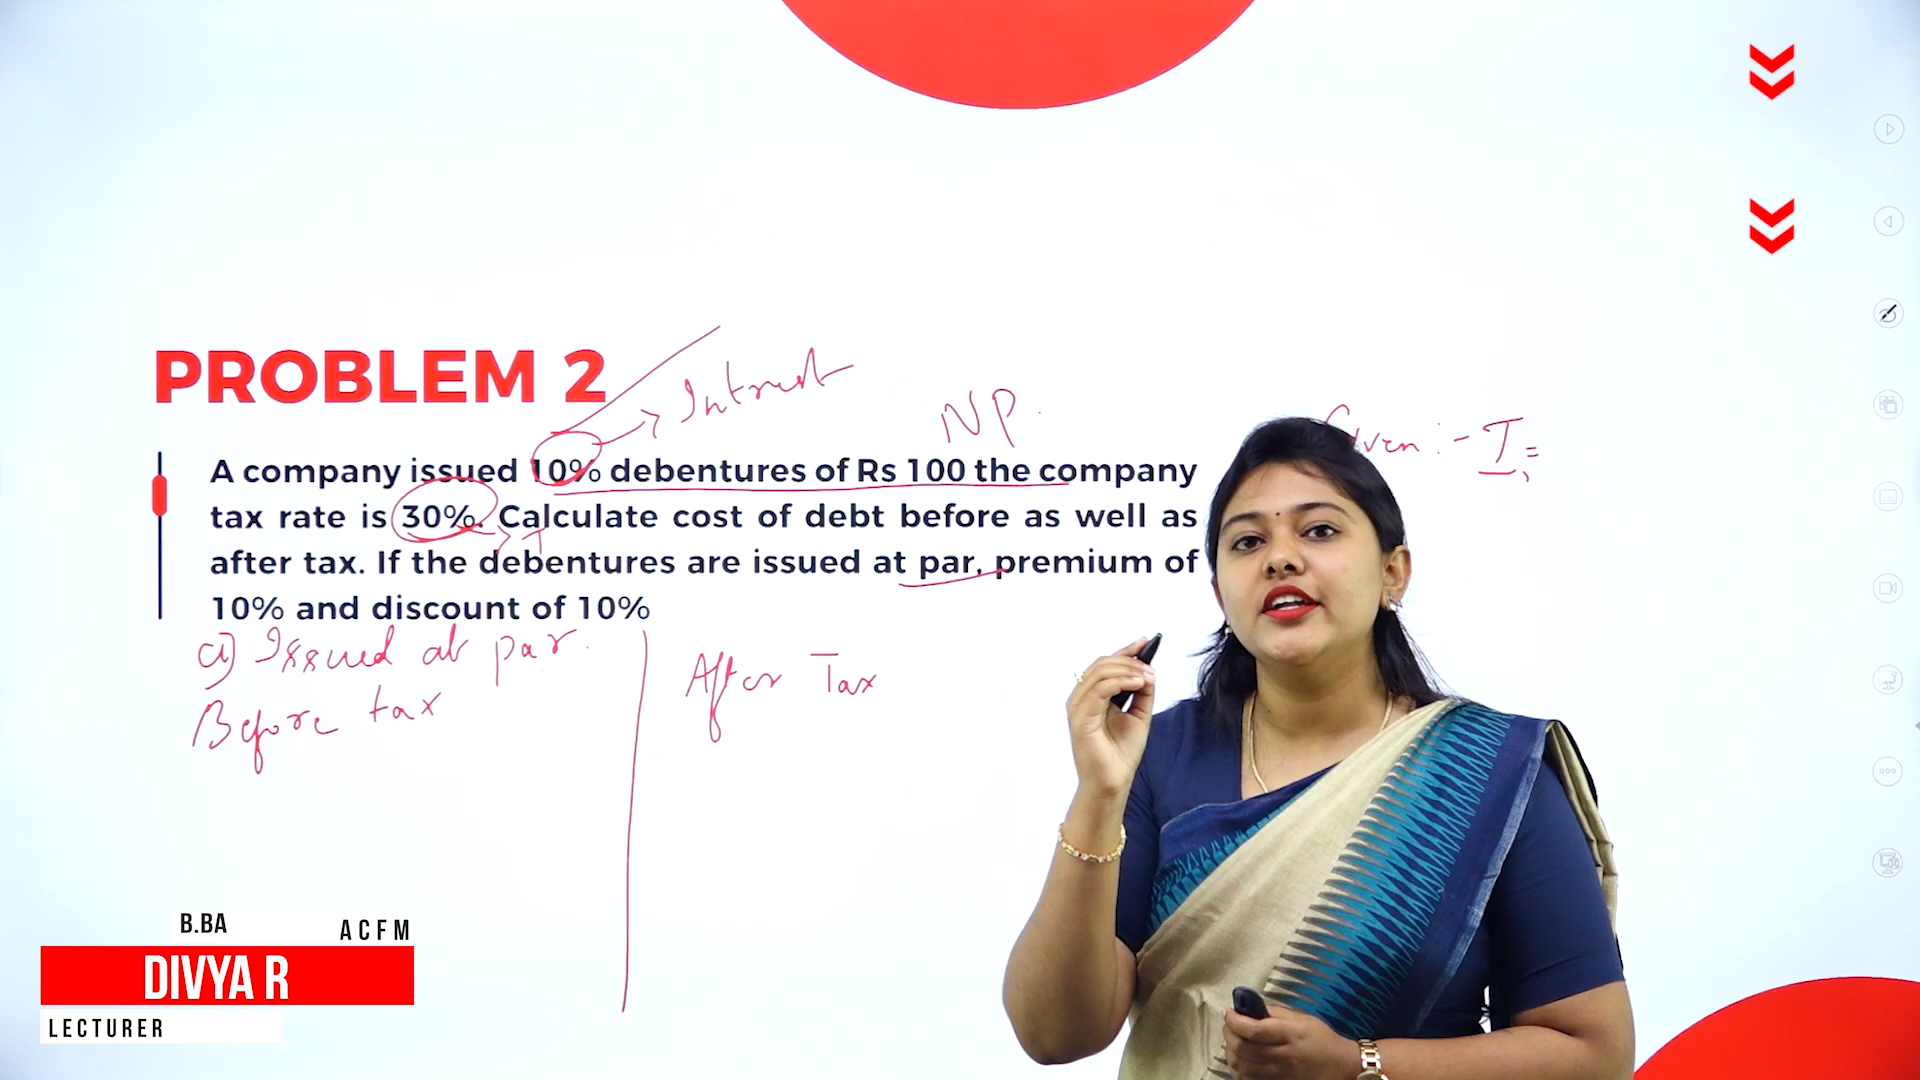 PROBLEM 2
Intrest
NP.
Given :- I =
A company issued 10% debentures of Rs 100 the company
tax rate is 30%. Calculate cost of debt before as well as
T
after tax. If the debentures are issued at par, premium of
10% and discount of 10%
a) Issued at par.
Before tax
After Tax
B.BA
ACFM
DIVYA R
LECTURER